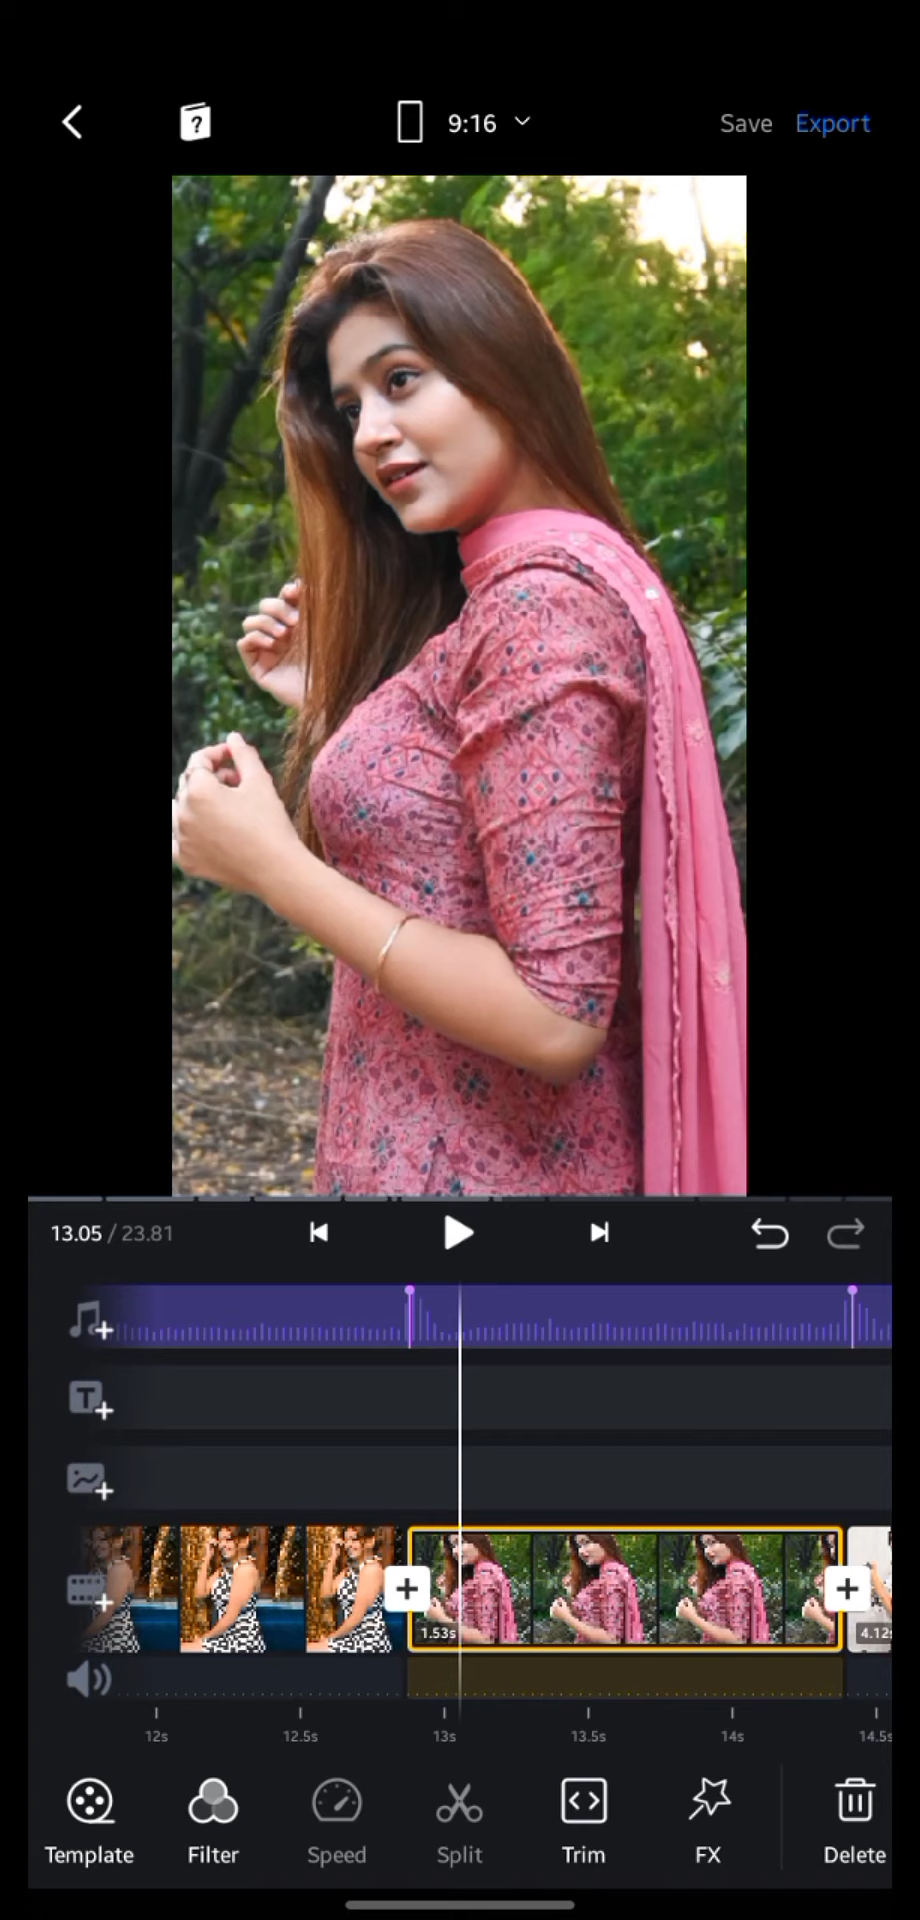 9:16
Save
Export
13.05 / 23.81
1.53s
4.12s
12s
12.5s
13s
13.5s
14s
14.5s
Template
Filter
Speed
Split
Trim
FX
Delete